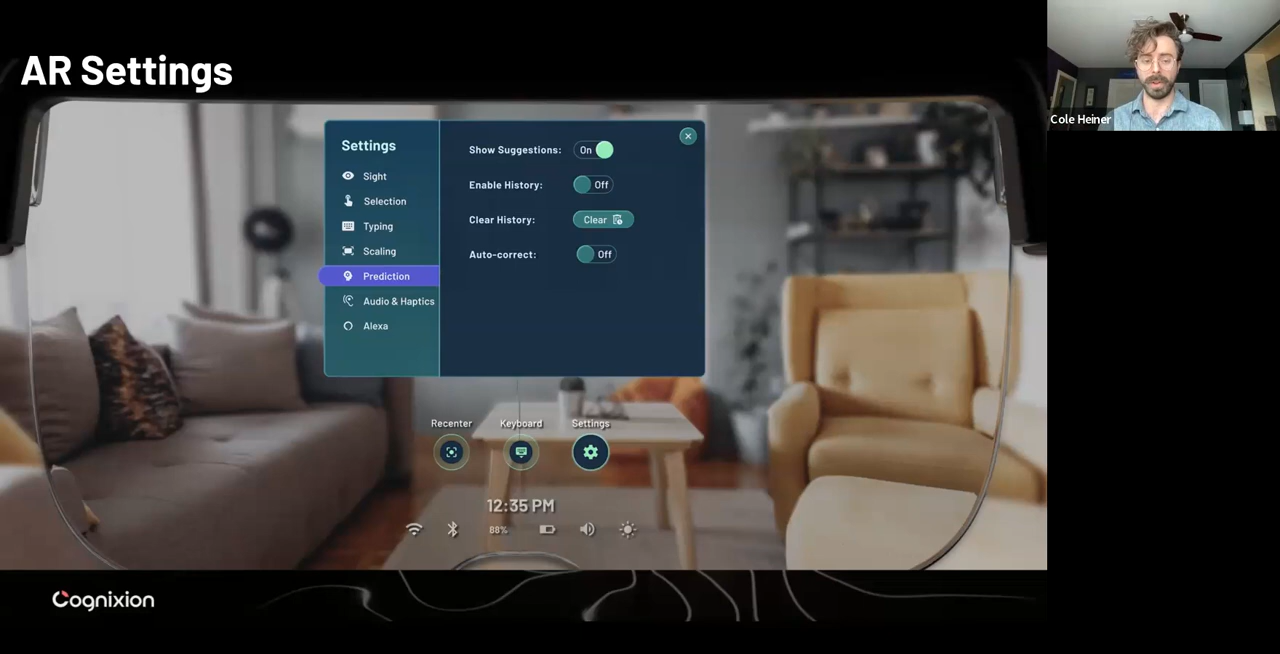 AR Settings
Cole Heiner
Settings
Sight
Selection
Typing
Scaling
Prediction
Audio & Haptics
Alexa
Show Suggestions: On
Enable History: Off
Clear History: Clear
Auto-correct: Off
Recenter Keyboard Settings
12:35 PM
88%
Cognixion